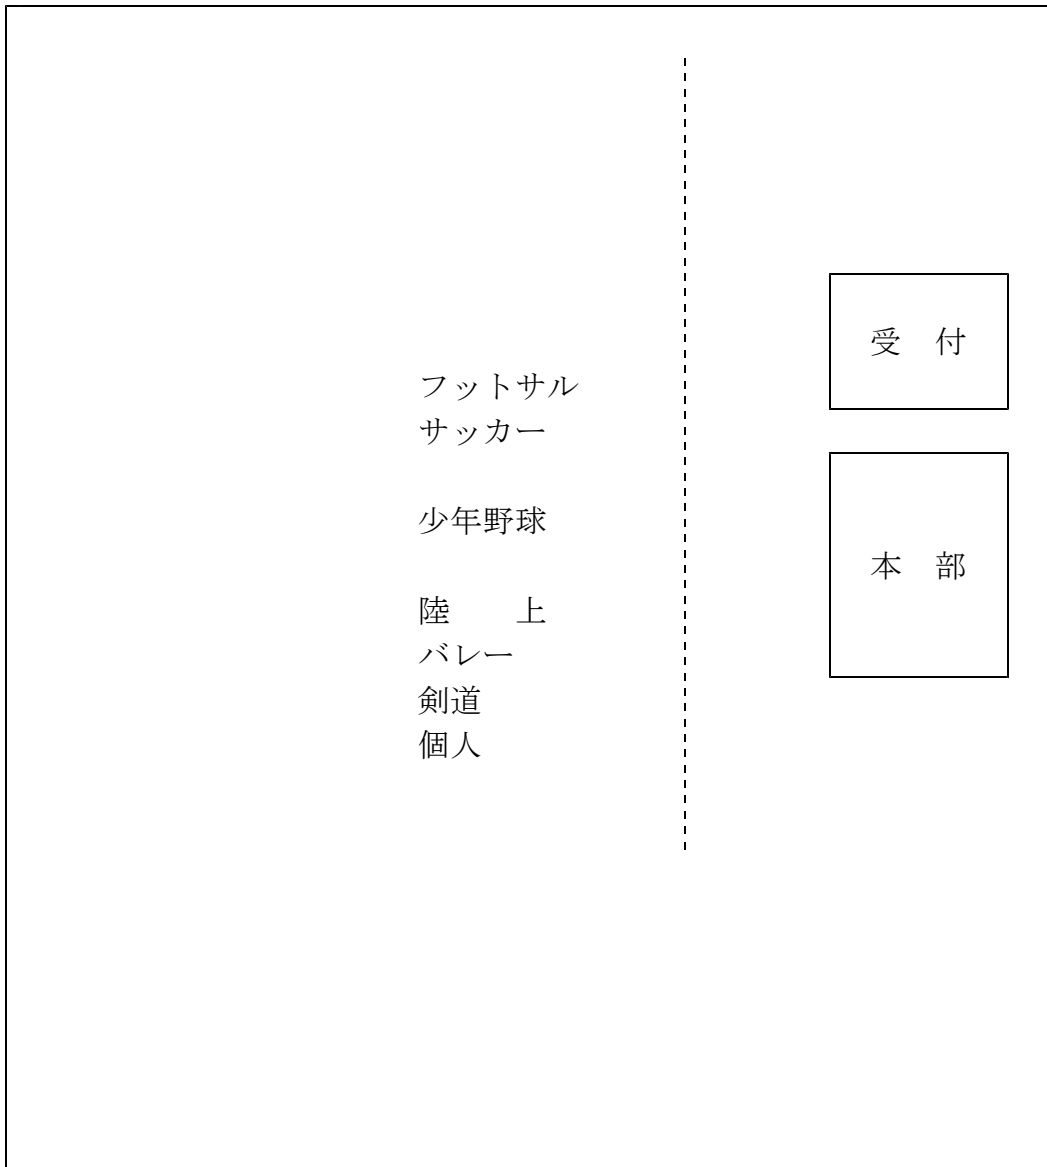 フットサル
サッカー
少年野球
陸　　上
バレー
剣道
個人
受　付
本　部